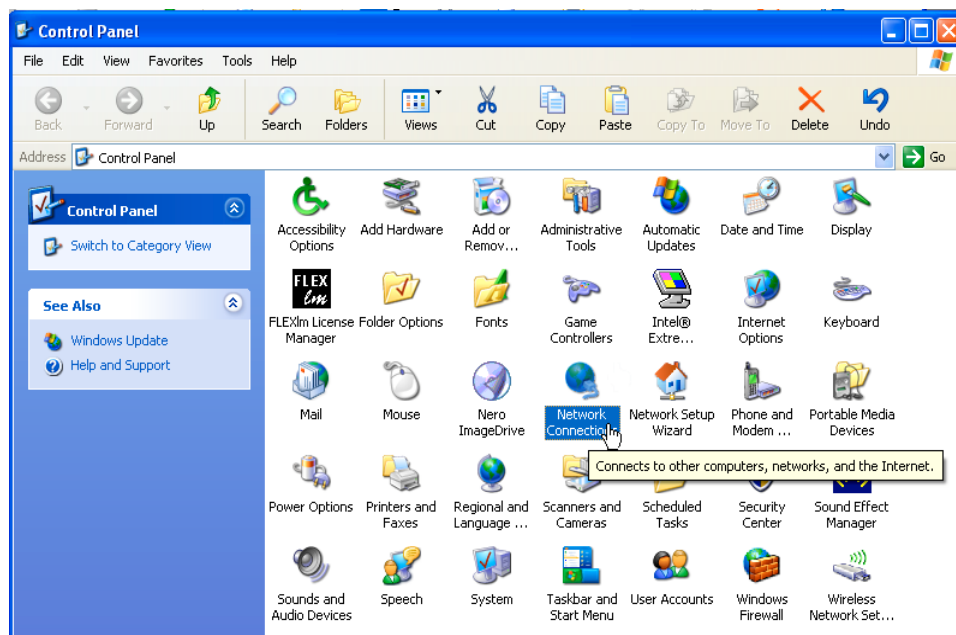 Control Panel
File Edit View Favorites Tools Help
Back Forward Up Search Folders Views Cut Copy Paste Copy To Move To Delete Undo
Address Control Panel Go
Control Panel
Switch to Category View
See Also
Windows Update
Help and Support
Accessibility Options
Add Hardware
Add or Remov...
Administrative Tools
Automatic Updates
Date and Time
Display
FLEX lm
FLEXlm License Manager
Folder Options
Fonts
Game Controllers
Intel® Extre...
Internet Options
Keyboard
Mail
Mouse
Nero ImageDrive
Network Connections
Network Setup Wizard
Phone and Modem ...
Portable Media Devices
Connects to other computers, networks, and the Internet.
Power Options
Printers and Faxes
Regional and Language ...
Scanners and Cameras
Scheduled Tasks
Security Center
Sound Effect Manager
Sounds and Audio Devices
Speech
System
Taskbar and Start Menu
User Accounts
Windows Firewall
Wireless Network Set...